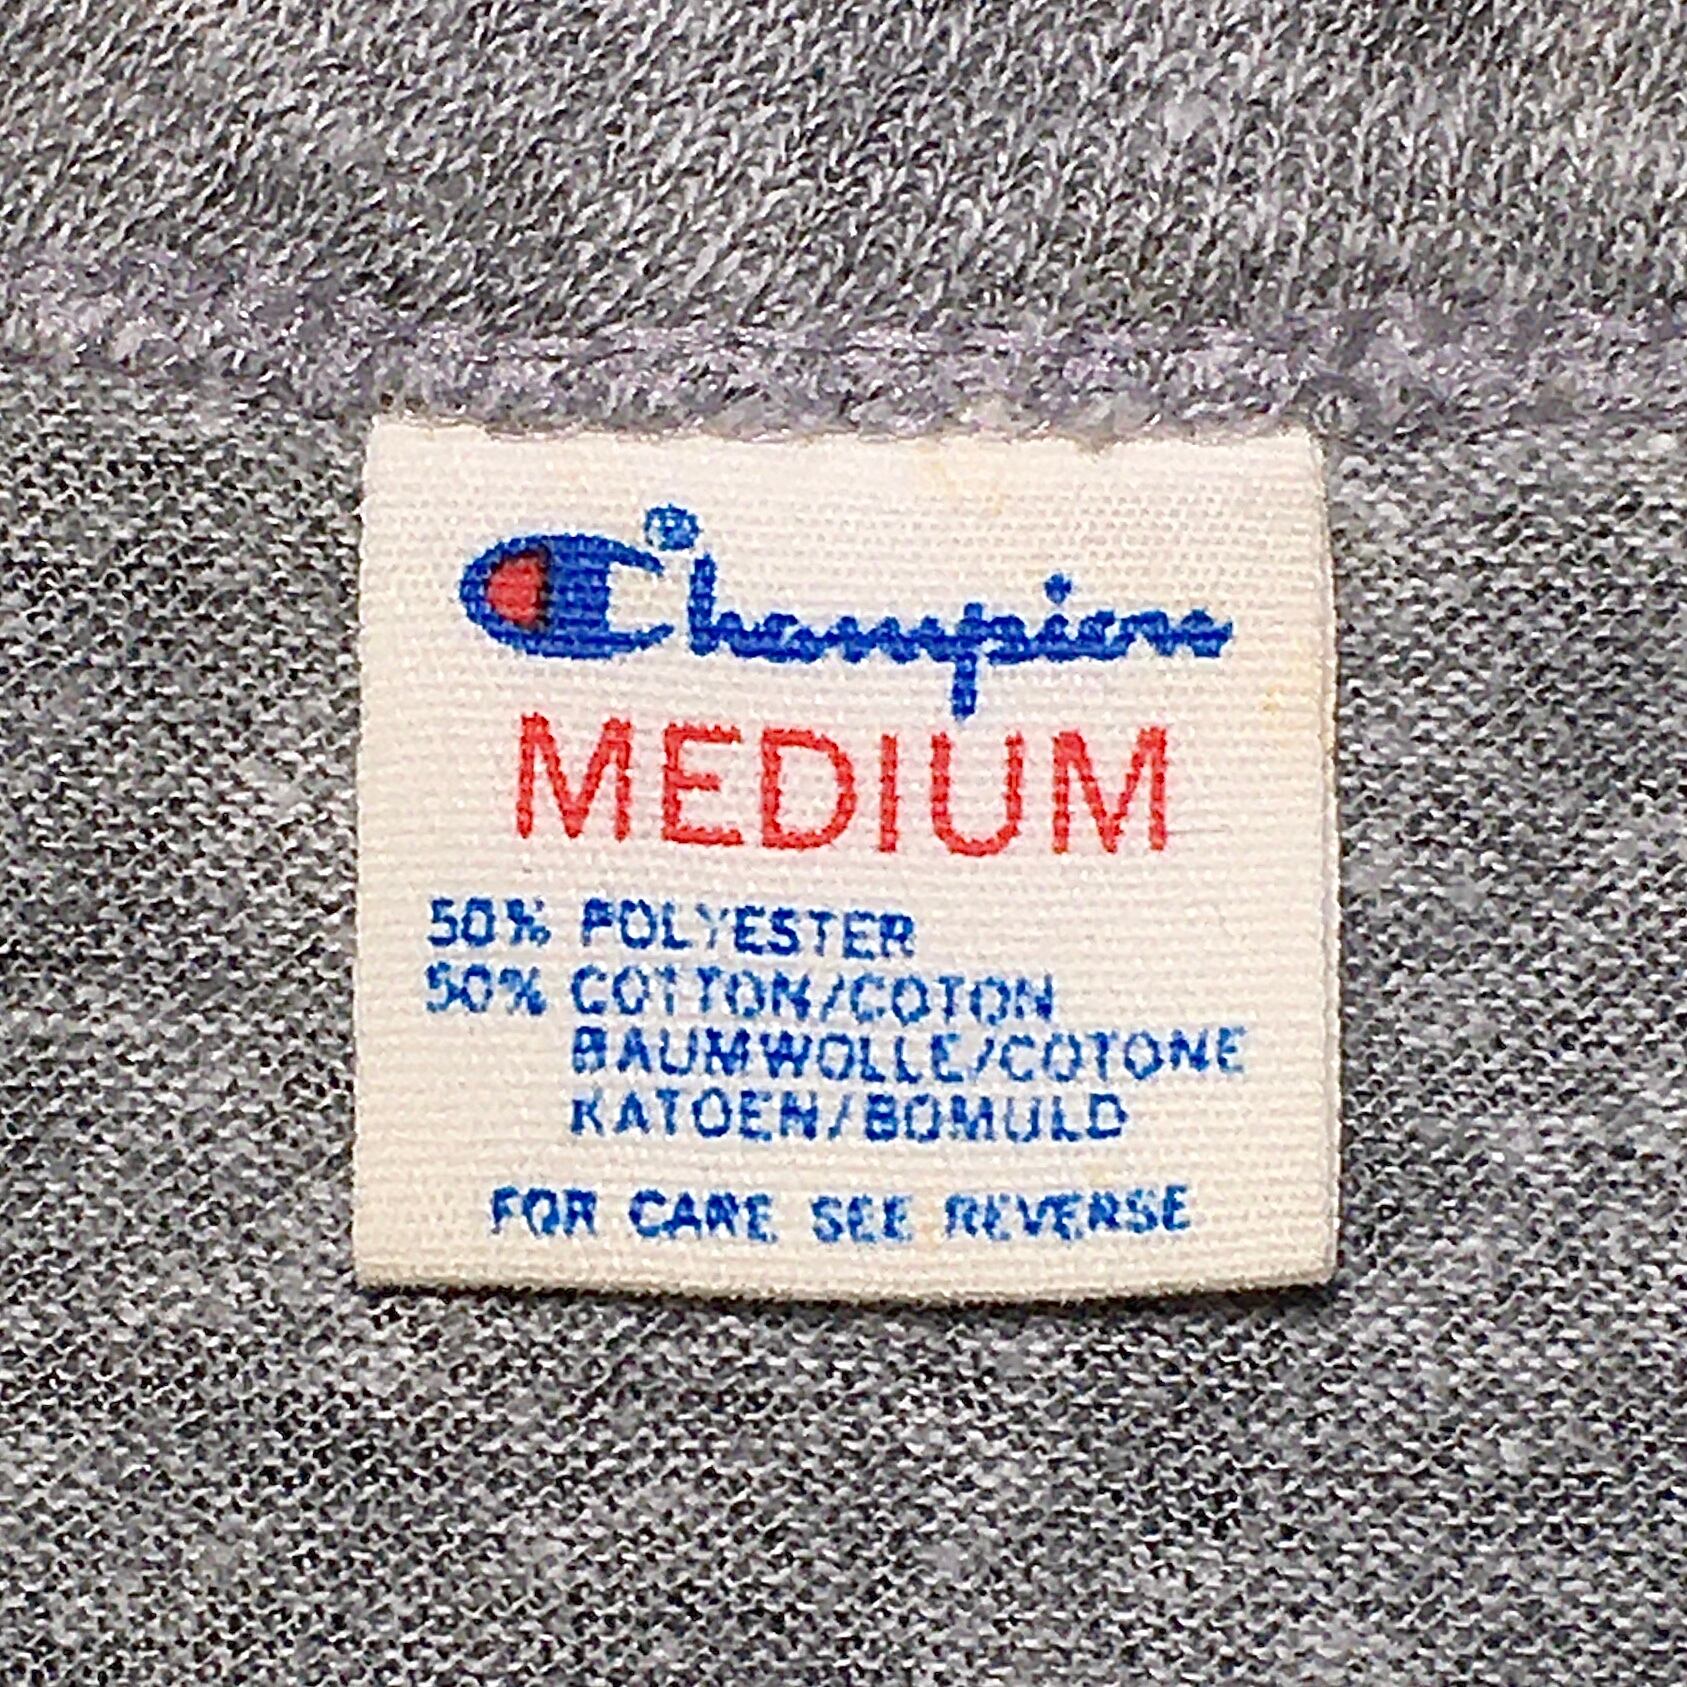 Champion®
MEDIUM
50% POLYESTER
50% COTTON/COTON
BAUMWOLLE/COTONE
KATOEN/BOMULD
FOR CARE SEE REVERSE